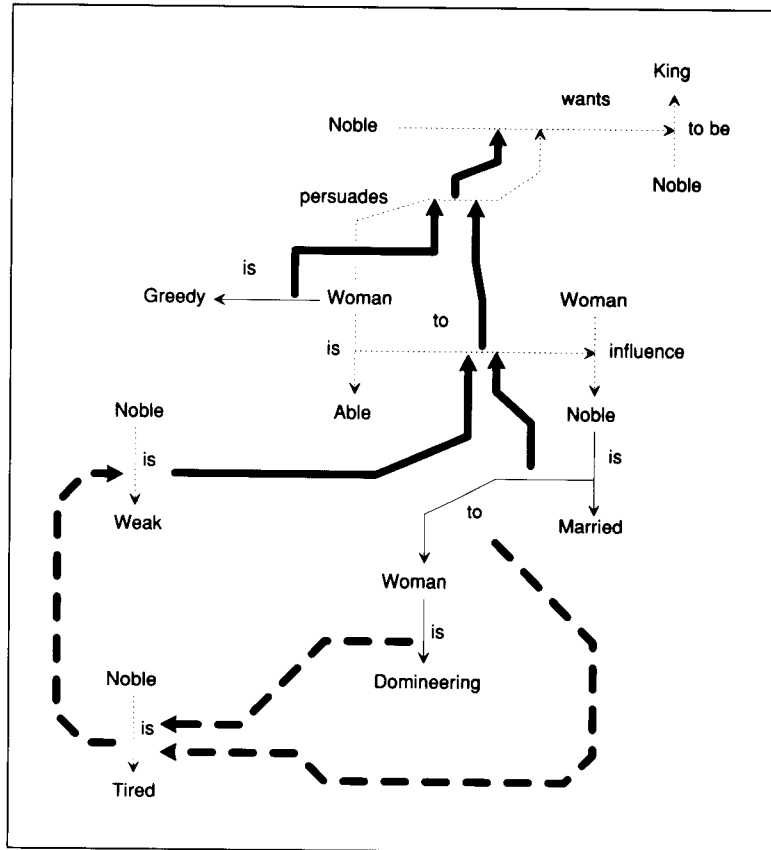 King
wants
Noble
to be
Noble
persuades
is
Greedy
Woman
Woman
to
is
influence
Noble
Able
Noble
is
is
Weak
to
Married
Woman
is
Noble
Domineering
is
Tired